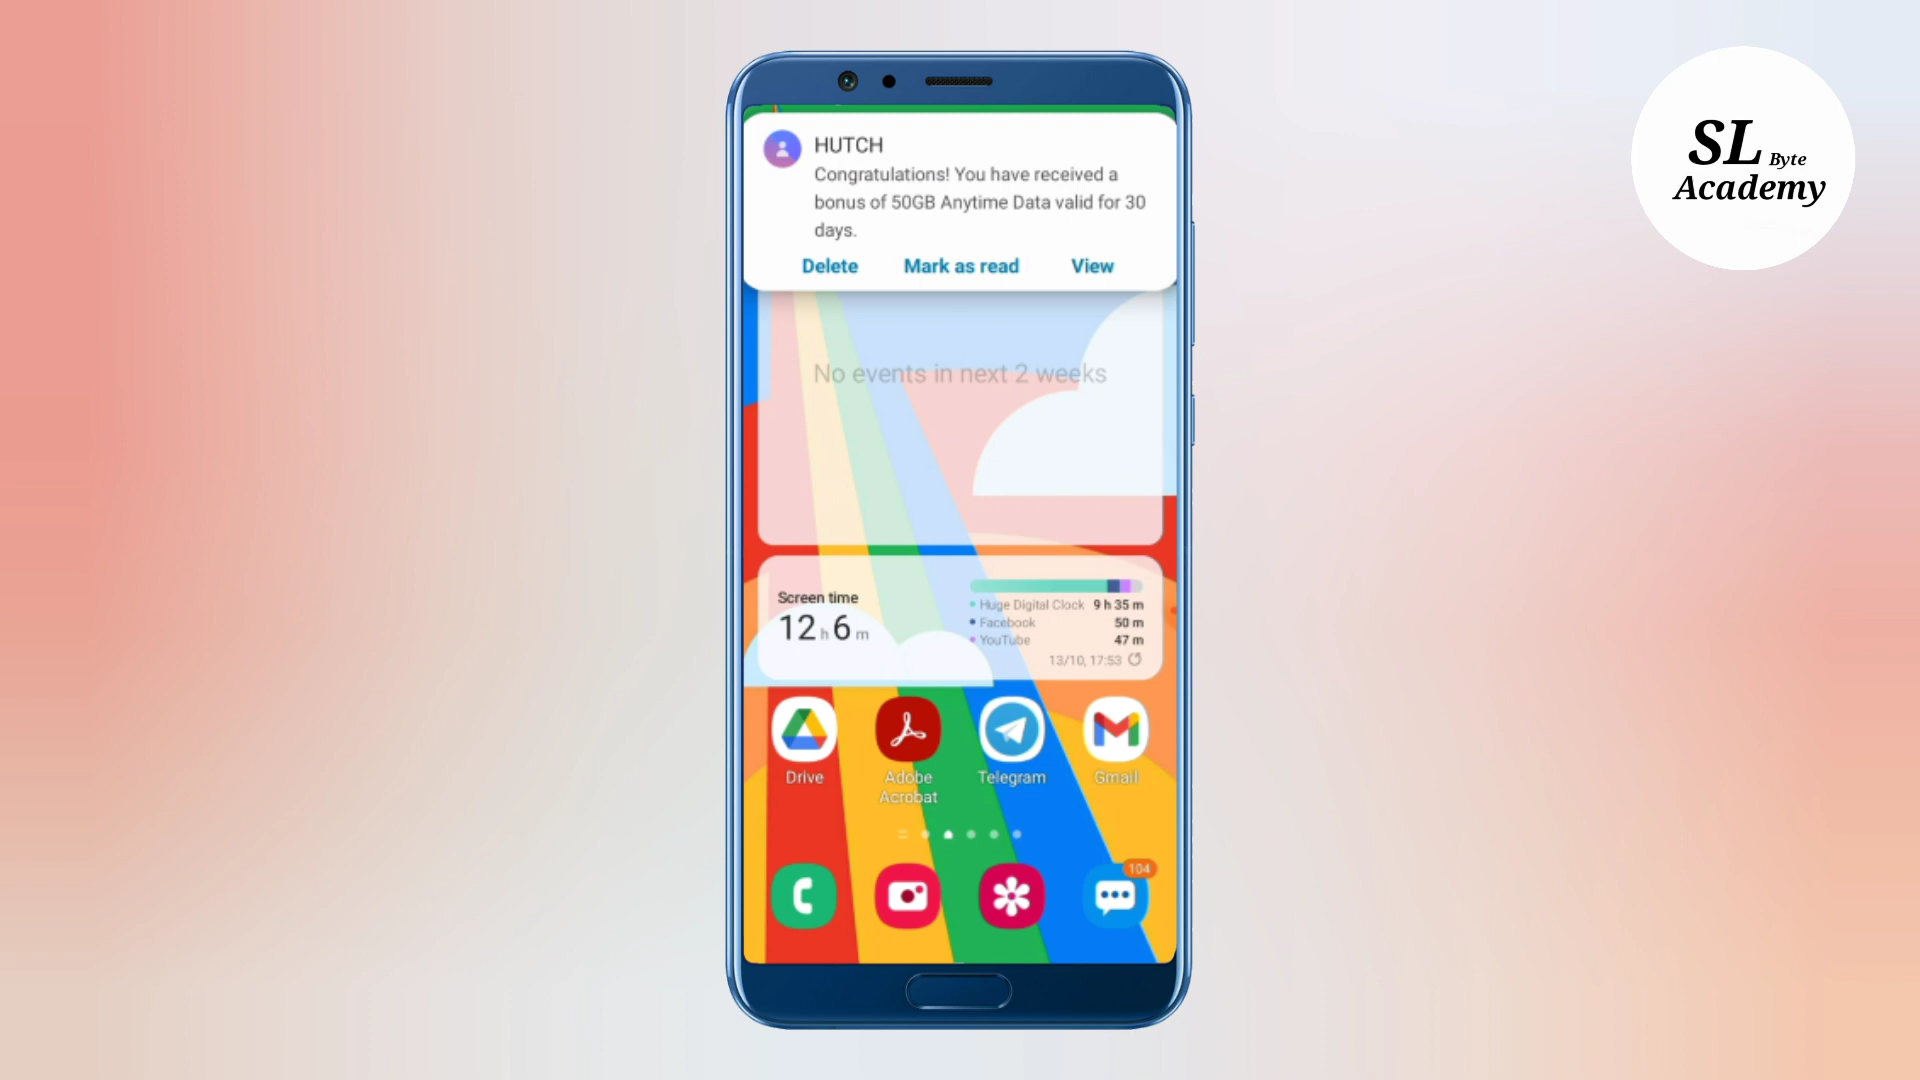 SL Byte
Academy
HUTCH
Congratulations! You have received a
bonus of 50GB Anytime Data valid for 30
days.
Delete Mark as read View
No events in next 2 weeks
Screen time
12 h 6 m
Huge Digital Clock 9 h 35 m
Facebook 50 m
YouTube 47 m
13/10, 17:53
Drive Adobe Telegram Gmail
Acrobat
104